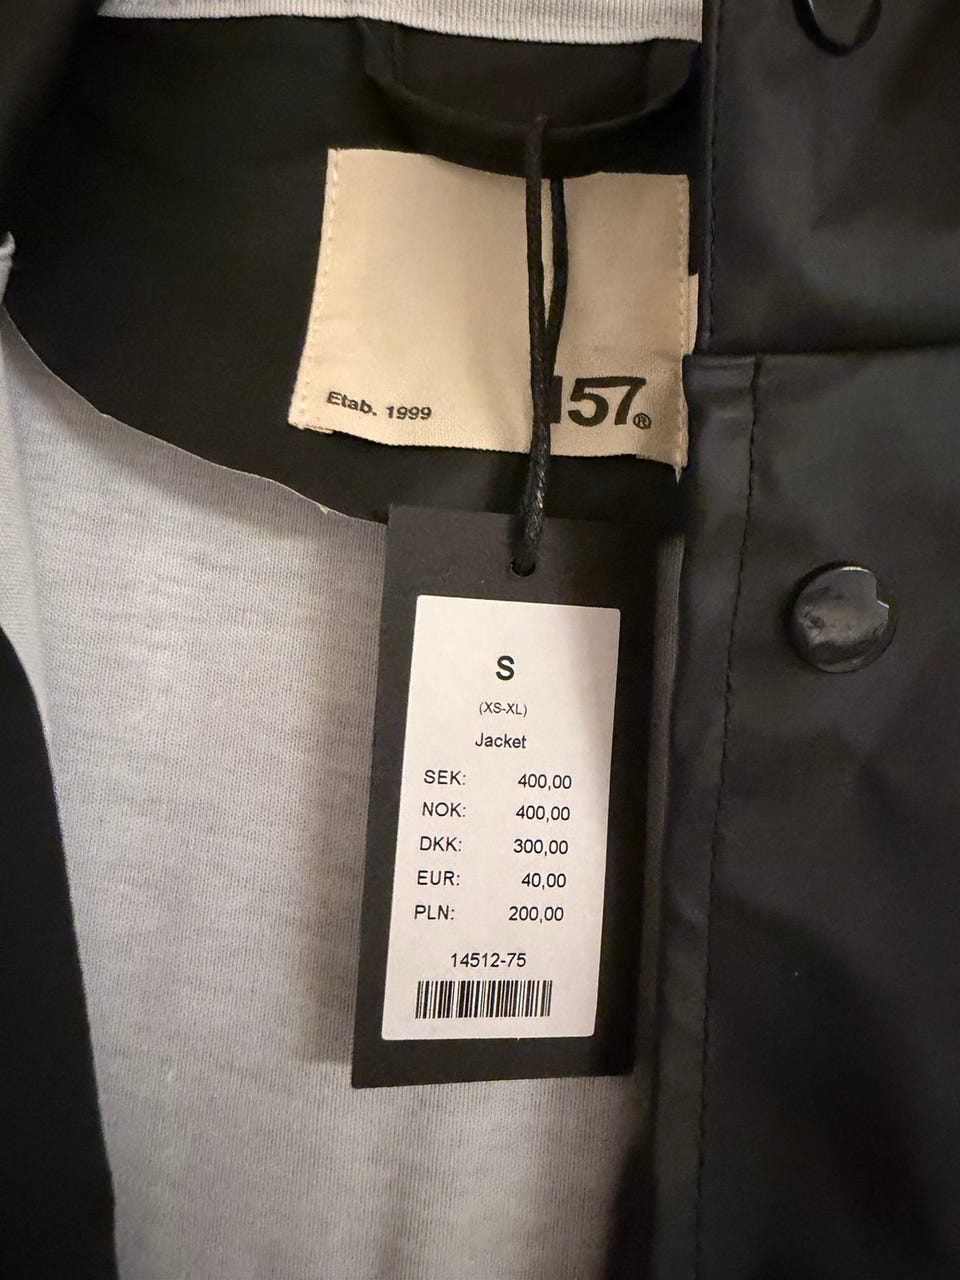 Etab. 1999
157®
S
(XS-XL)
Jacket
SEK: 400,00
NOK: 400,00
DKK: 300,00
EUR: 40,00
PLN: 200,00
14512-75